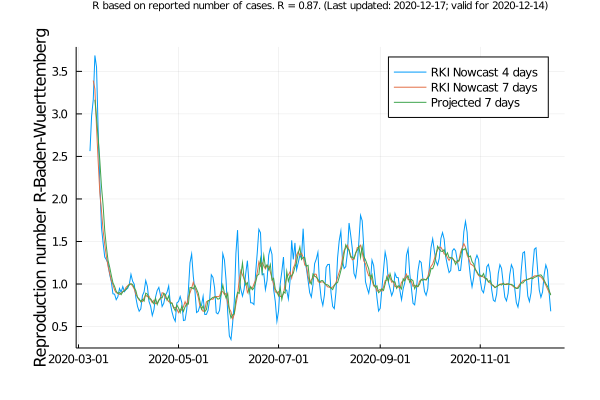 R based on reported number of cases. R = 0.87. (Last updated: 2020-12-17; valid for 2020-12-14)
Reproduction number R-Baden-Wuerttemberg
RKI Nowcast 4 days
RKI Nowcast 7 days
Projected 7 days
3.5
3.0
2.5
2.0
1.5
1.0
0.5
2020-03-01 2020-05-01 2020-07-01 2020-09-01 2020-11-01